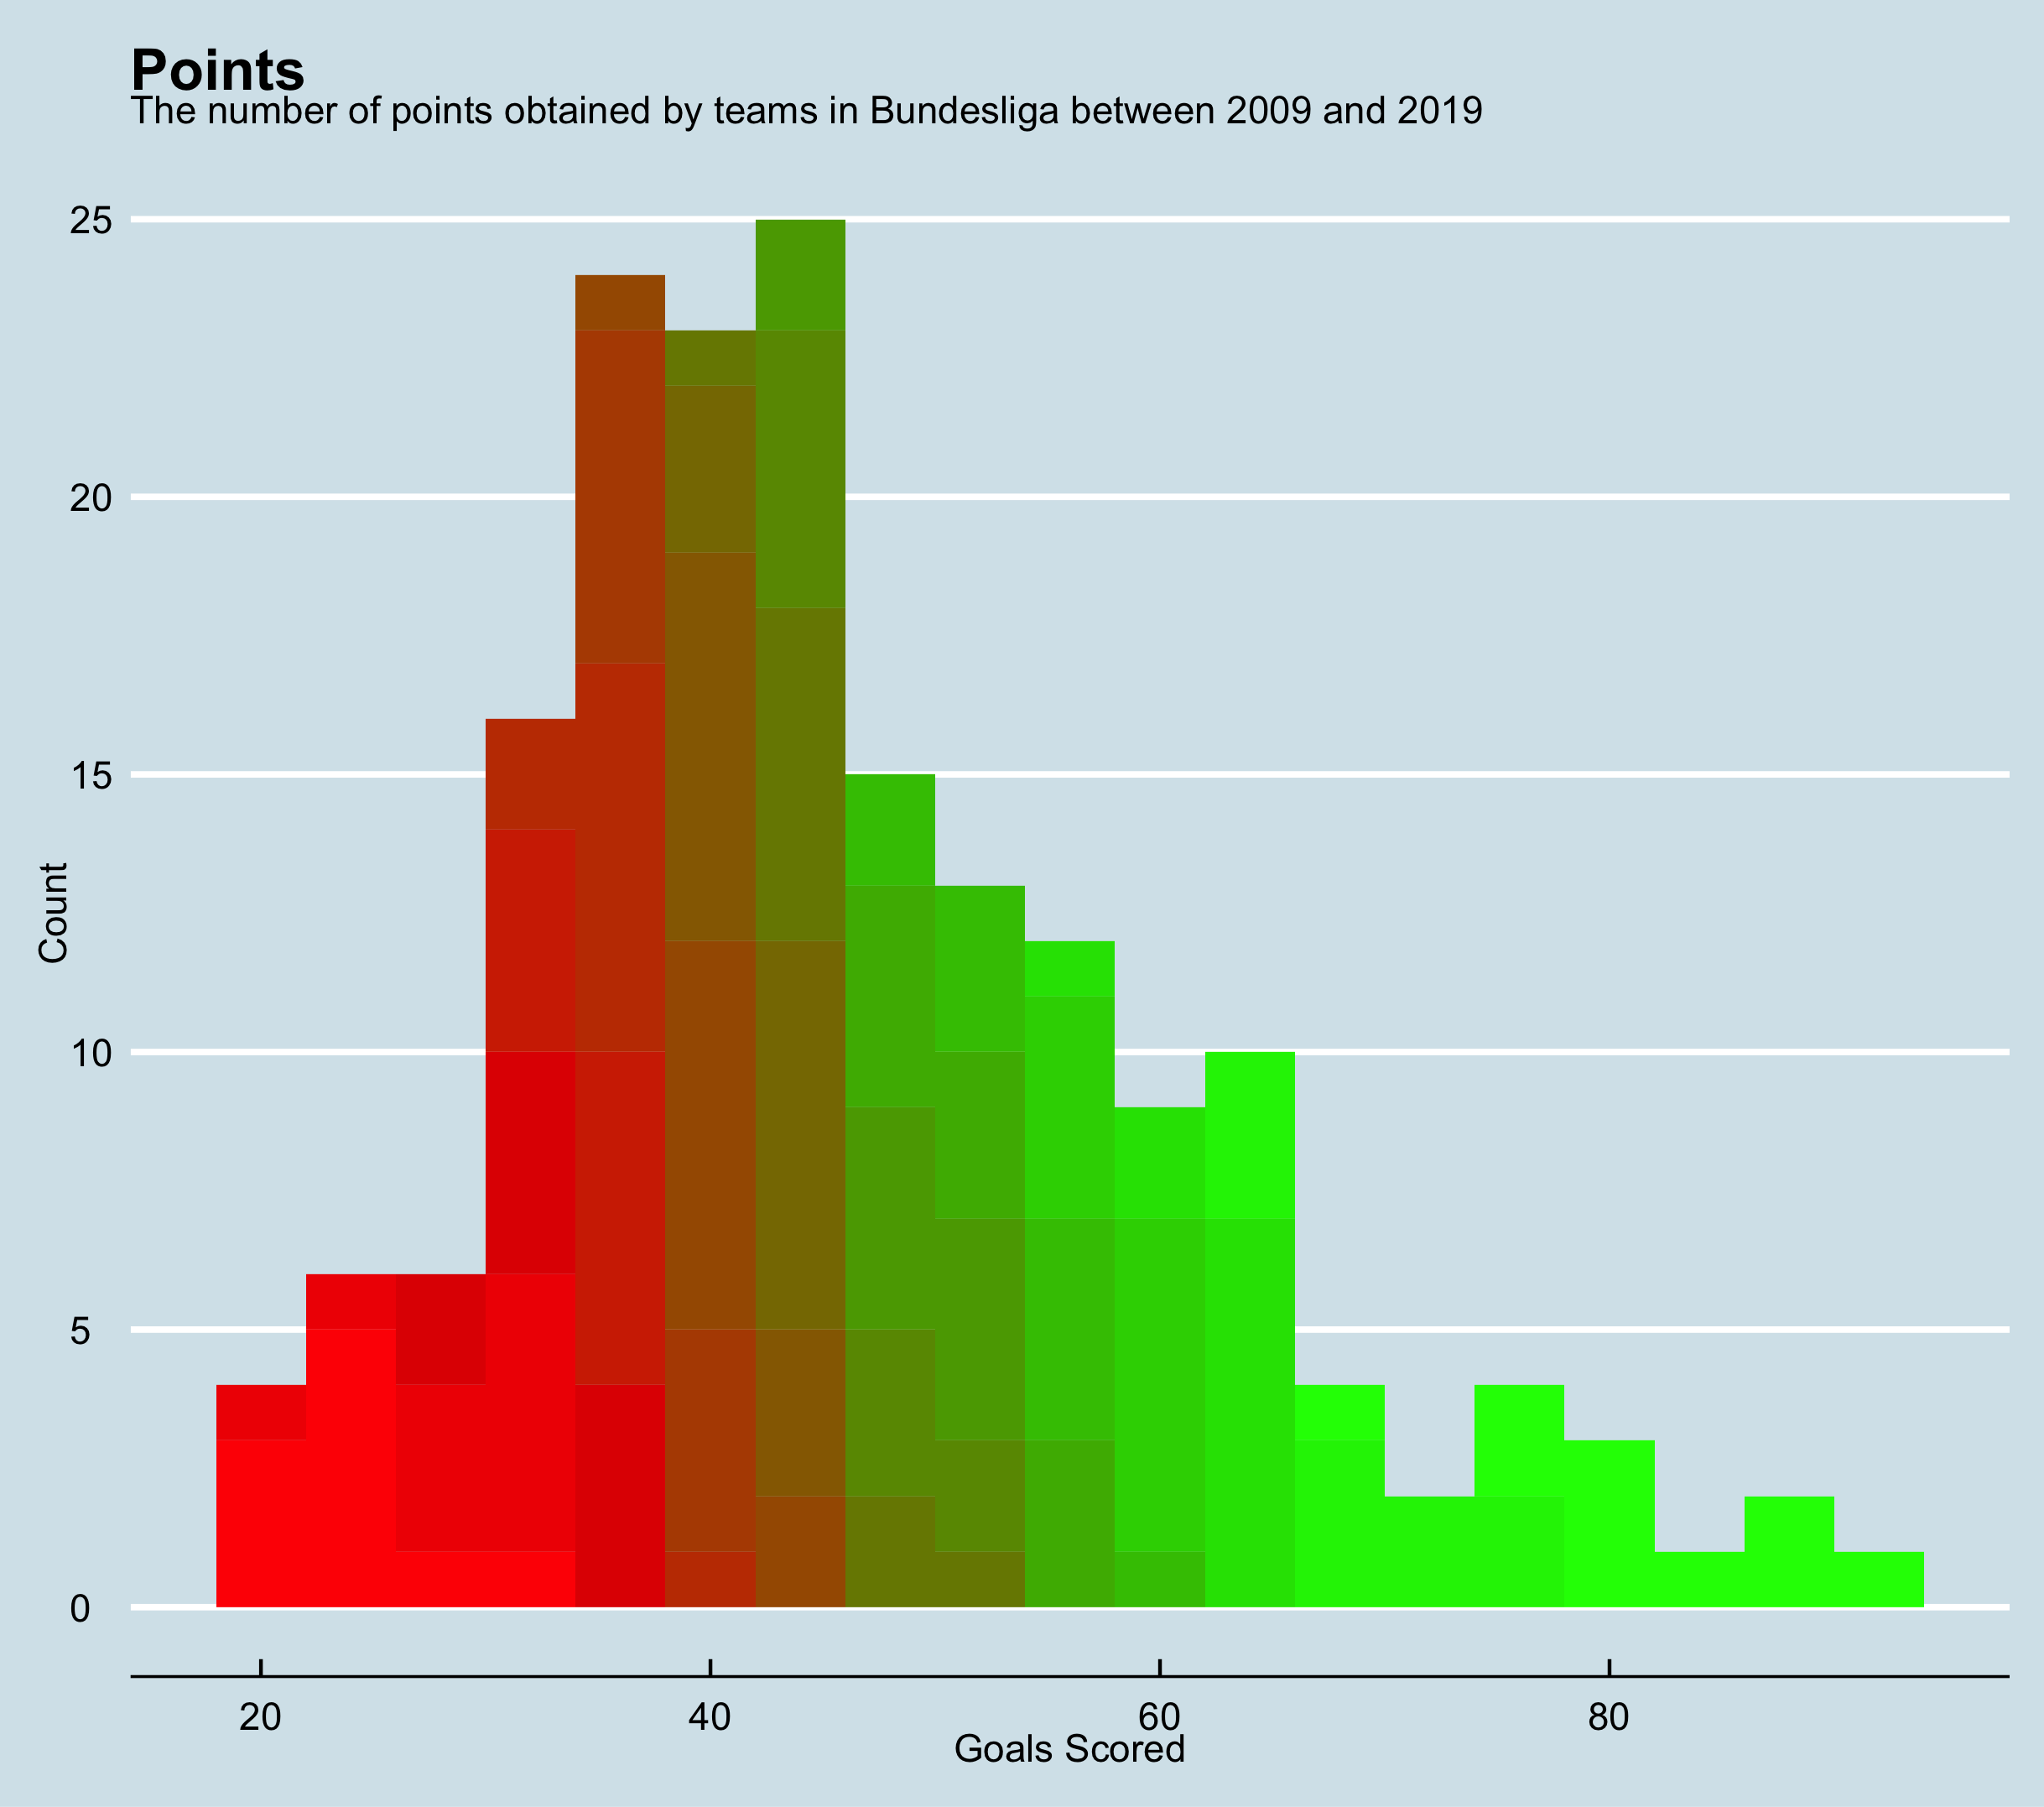 Points
The number of points obtained by teams in Bundesliga between 2009 and 2019
25
20
15
10
5
0
Count
20
40
60
80
Goals Scored